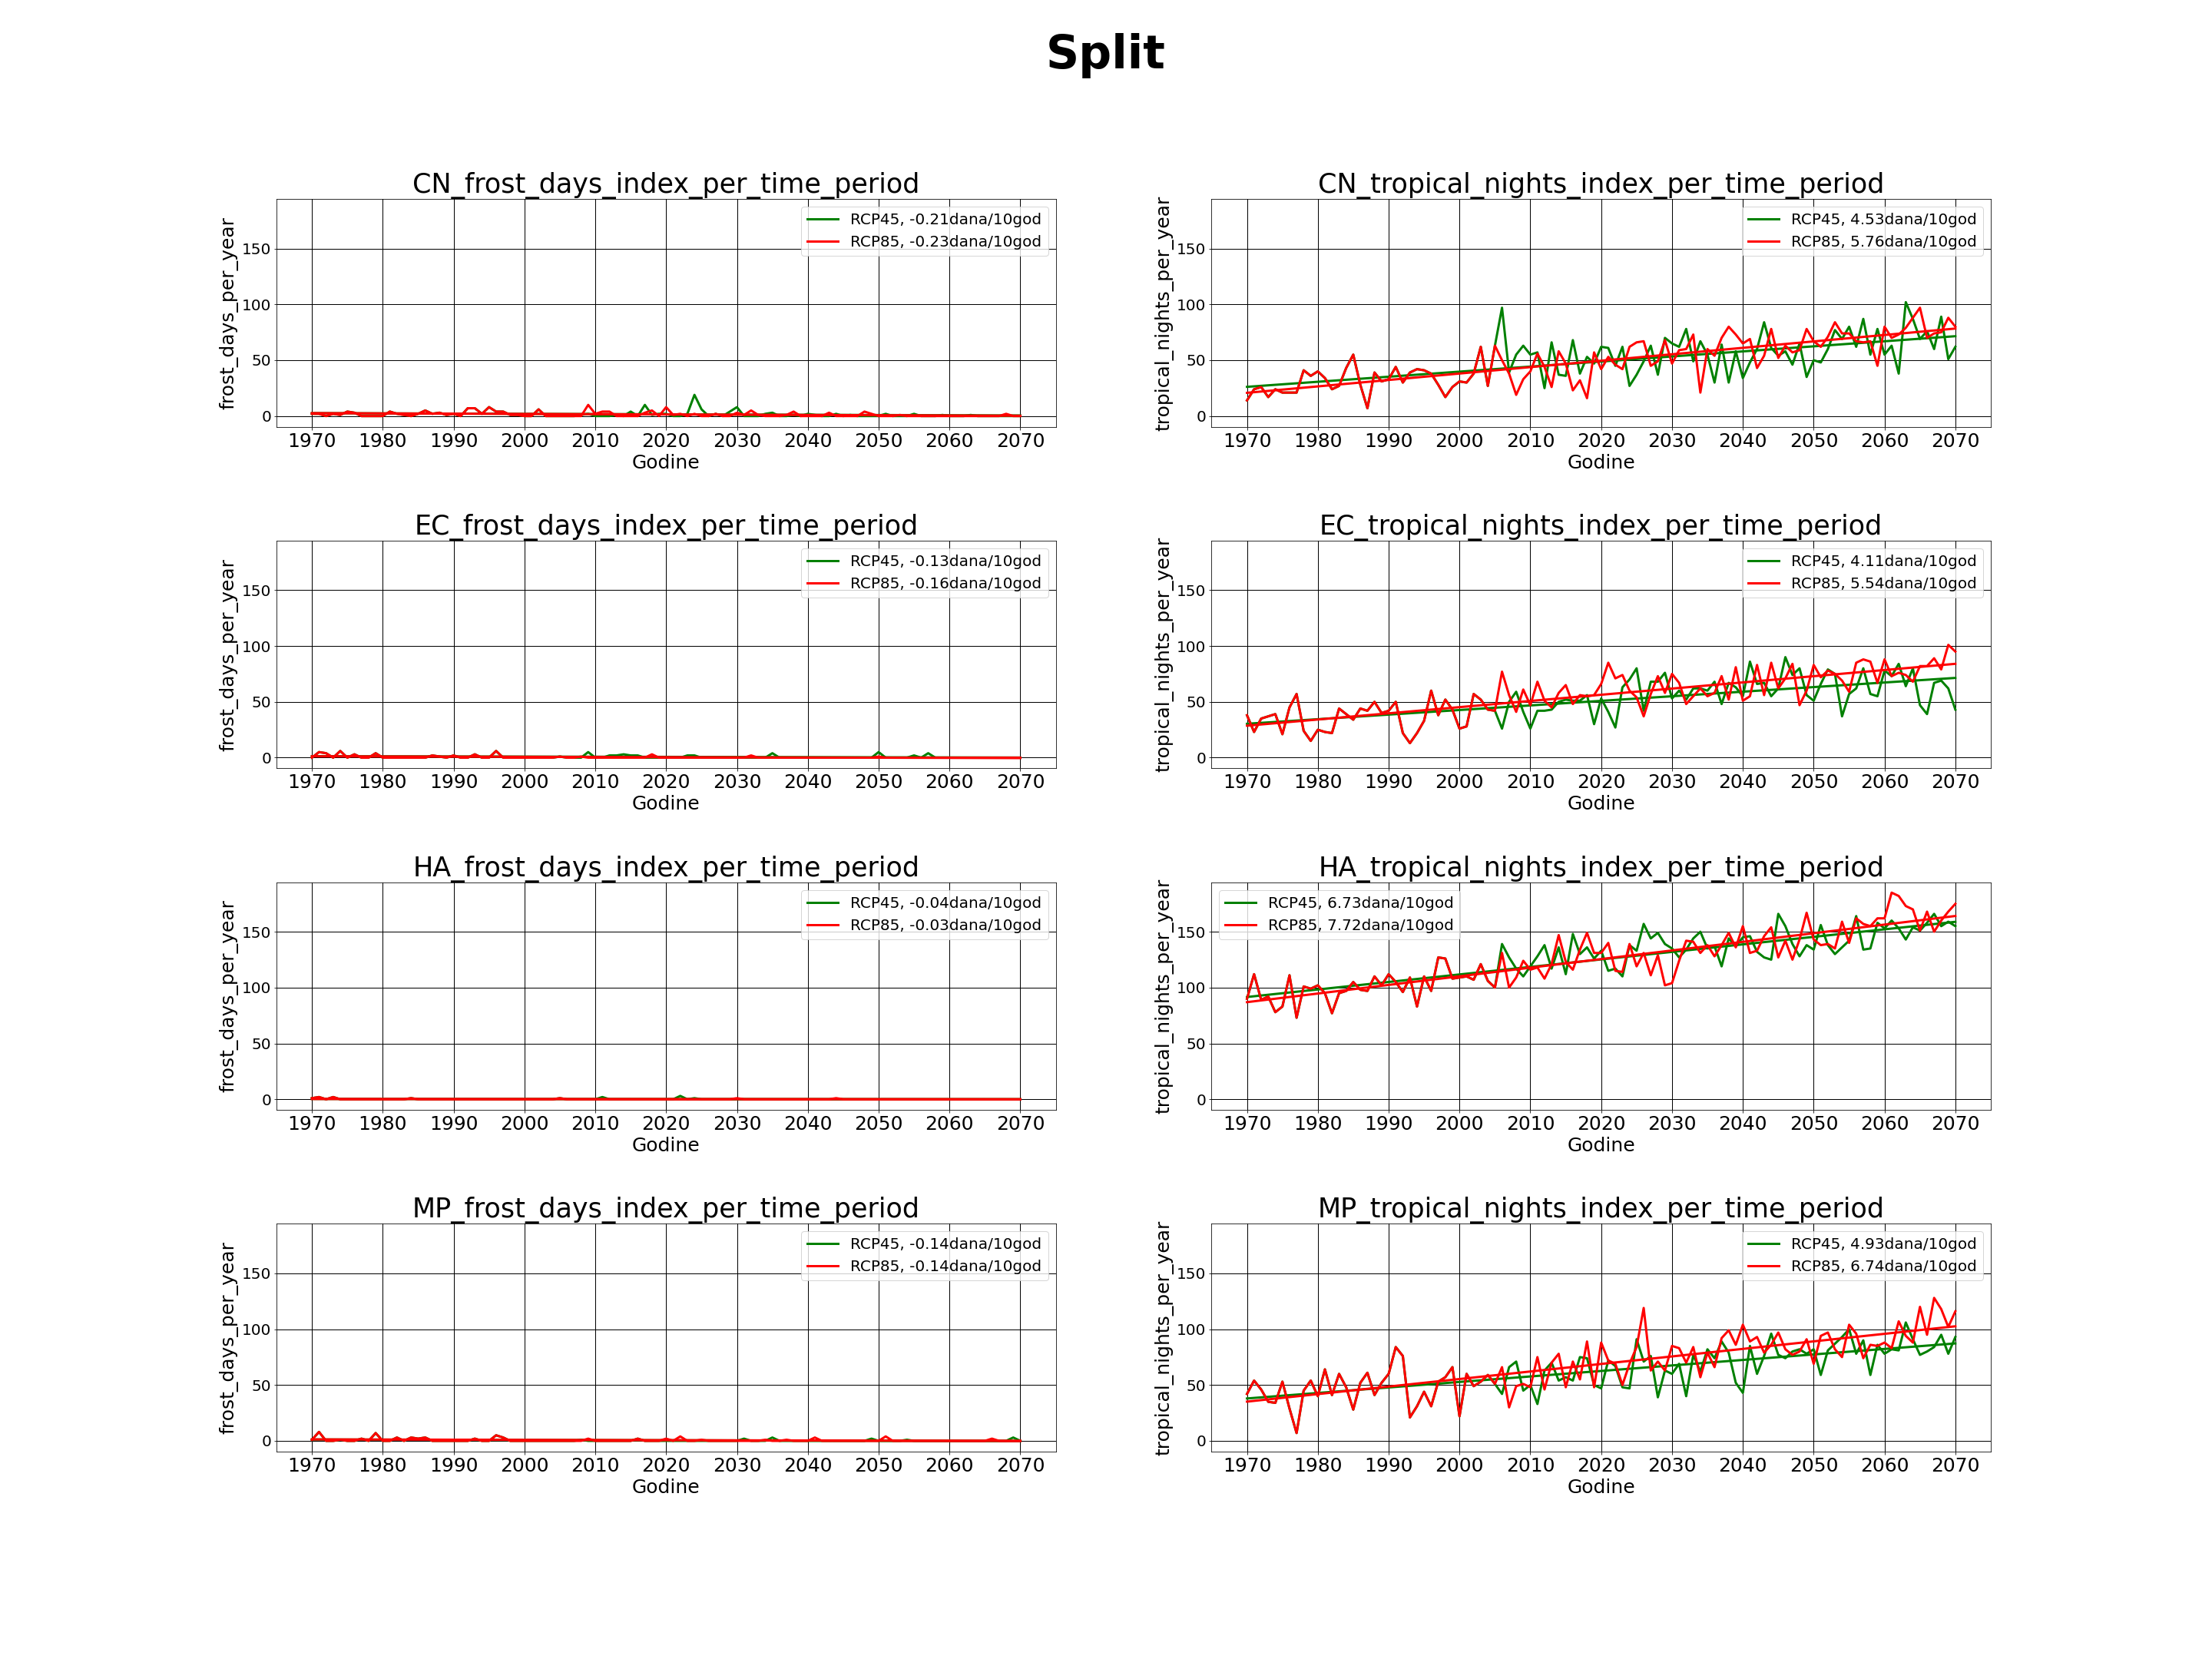 Split
CN_frost_days_index_per_time_period
frost_days_per_year
150
100
50
0
RCP45, -0.21dana/10god
RCP85, -0.23dana/10god
1970 1980 1990 2000 2010 2020 2030 2040 2050 2060 2070
Godine
CN_tropical_nights_index_per_time_period
tropical_nights_per_year
150
100
50
0
RCP45, 4.53dana/10god
RCP85, 5.76dana/10god
1970 1980 1990 2000 2010 2020 2030 2040 2050 2060 2070
Godine
EC_frost_days_index_per_time_period
frost_days_per_year
150
100
50
0
RCP45, -0.13dana/10god
RCP85, -0.16dana/10god
1970 1980 1990 2000 2010 2020 2030 2040 2050 2060 2070
Godine
EC_tropical_nights_index_per_time_period
tropical_nights_per_year
150
100
50
0
RCP45, 4.11dana/10god
RCP85, 5.54dana/10god
1970 1980 1990 2000 2010 2020 2030 2040 2050 2060 2070
Godine
HA_frost_days_index_per_time_period
frost_days_per_year
150
100
50
0
RCP45, -0.04dana/10god
RCP85, -0.03dana/10god
1970 1980 1990 2000 2010 2020 2030 2040 2050 2060 2070
Godine
HA_tropical_nights_index_per_time_period
tropical_nights_per_year
150
100
50
0
RCP45, 6.73dana/10god
RCP85, 7.72dana/10god
1970 1980 1990 2000 2010 2020 2030 2040 2050 2060 2070
Godine
MP_frost_days_index_per_time_period
frost_days_per_year
150
100
50
0
RCP45, -0.14dana/10god
RCP85, -0.14dana/10god
1970 1980 1990 2000 2010 2020 2030 2040 2050 2060 2070
Godine
MP_tropical_nights_index_per_time_period
tropical_nights_per_year
150
100
50
0
RCP45, 4.93dana/10god
RCP85, 6.74dana/10god
1970 1980 1990 2000 2010 2020 2030 2040 2050 2060 2070
Godine